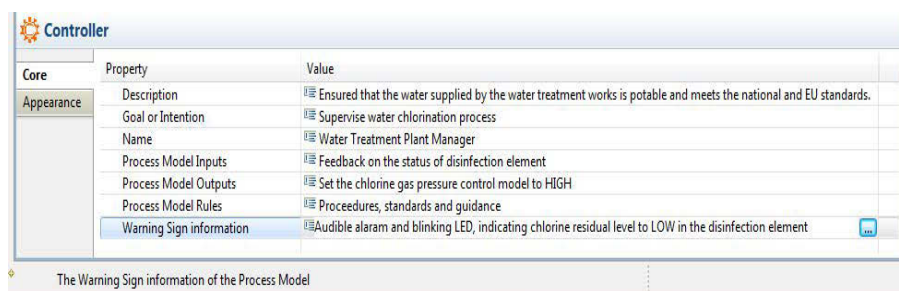 Controller
Core
Appearance
Property Value
Description Ensured that the water supplied by the water treatment works is potable and meets the national and EU standards.
Goal or Intention Supervise water chlorination process
Name Water Treatment Plant Manager
Process Model Inputs Feedback on the status of disinfection element
Process Model Outputs Set the chlorine gas pressure control model to HIGH
Process Model Rules Proceedures, standards and guidance
Warning Sign information Audible alaram and blinking LED, indicating chlorine residual level to LOW in the disinfection element ...
The Warning Sign information of the Process Model